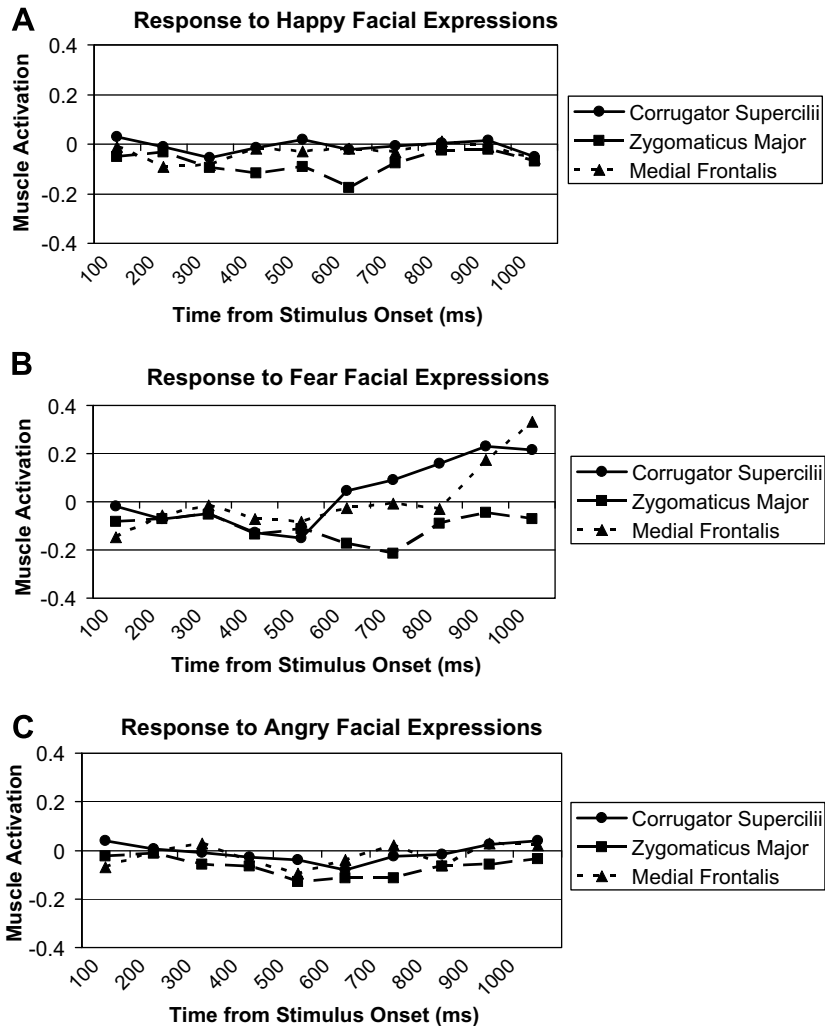 A
Response to Happy Facial Expressions
Muscle Activation
0.4
0.2
0
-0.2
-0.4
100 200 300 400 500 600 700 800 900 1000
Time from Stimulus Onset (ms)
Corrugator Supercilii
Zygomaticus Major
Medial Frontalis
B
Response to Fear Facial Expressions
Muscle Activation
0.4
0.2
0
-0.2
-0.4
100 200 300 400 500 600 700 800 900 1000
Time from Stimulus Onset (ms)
Corrugator Supercilii
Zygomaticus Major
Medial Frontalis
C
Response to Angry Facial Expressions
Muscle Activation
0.4
0.2
0
-0.2
-0.4
100 200 300 400 500 600 700 800 900 1000
Time from Stimulus Onset (ms)
Corrugator Supercilii
Zygomaticus Major
Medial Frontalis